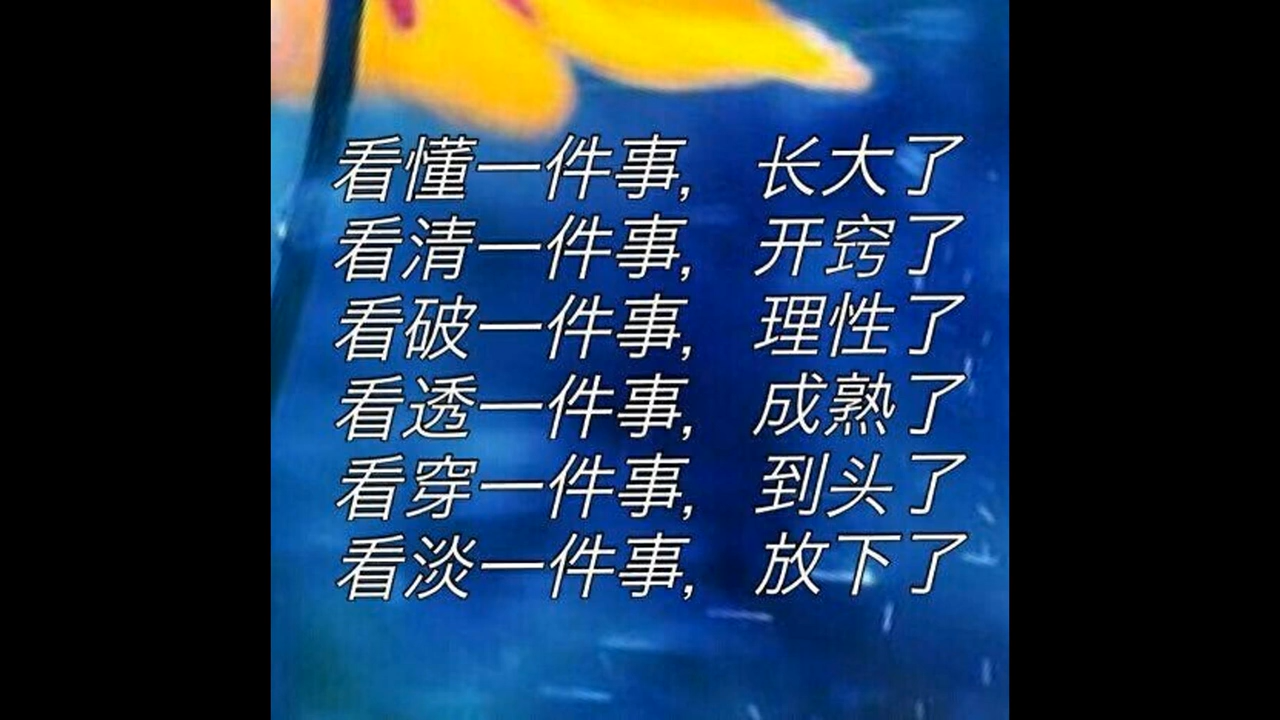 看懂一件事，长大了
看清一件事，开窍了
看破一件事，理性了
看透一件事，成熟了
看穿一件事，到头了
看淡一件事，放下了